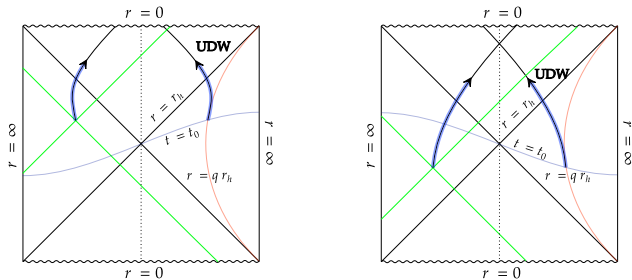 r = 0
UDW
r = r_h
t = t_0
r = ∞
r = ∞
r = q r_h
r = 0
r = 0
UDW
r = r_h
t = t_0
r = ∞
r = ∞
r = q r_h
r = 0